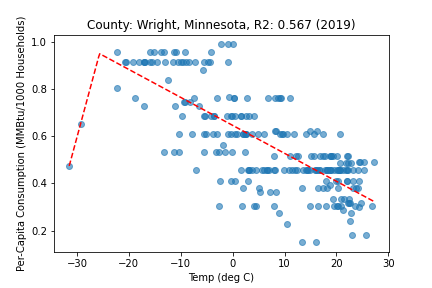 County: Wright, Minnesota, R2: 0.567 (2019)
Per-Capita Consumption (MMBtu/1000 Households)
1.0
0.8
0.6
0.4
0.2
−30 −20 −10 0 10 20 30
Temp (deg C)